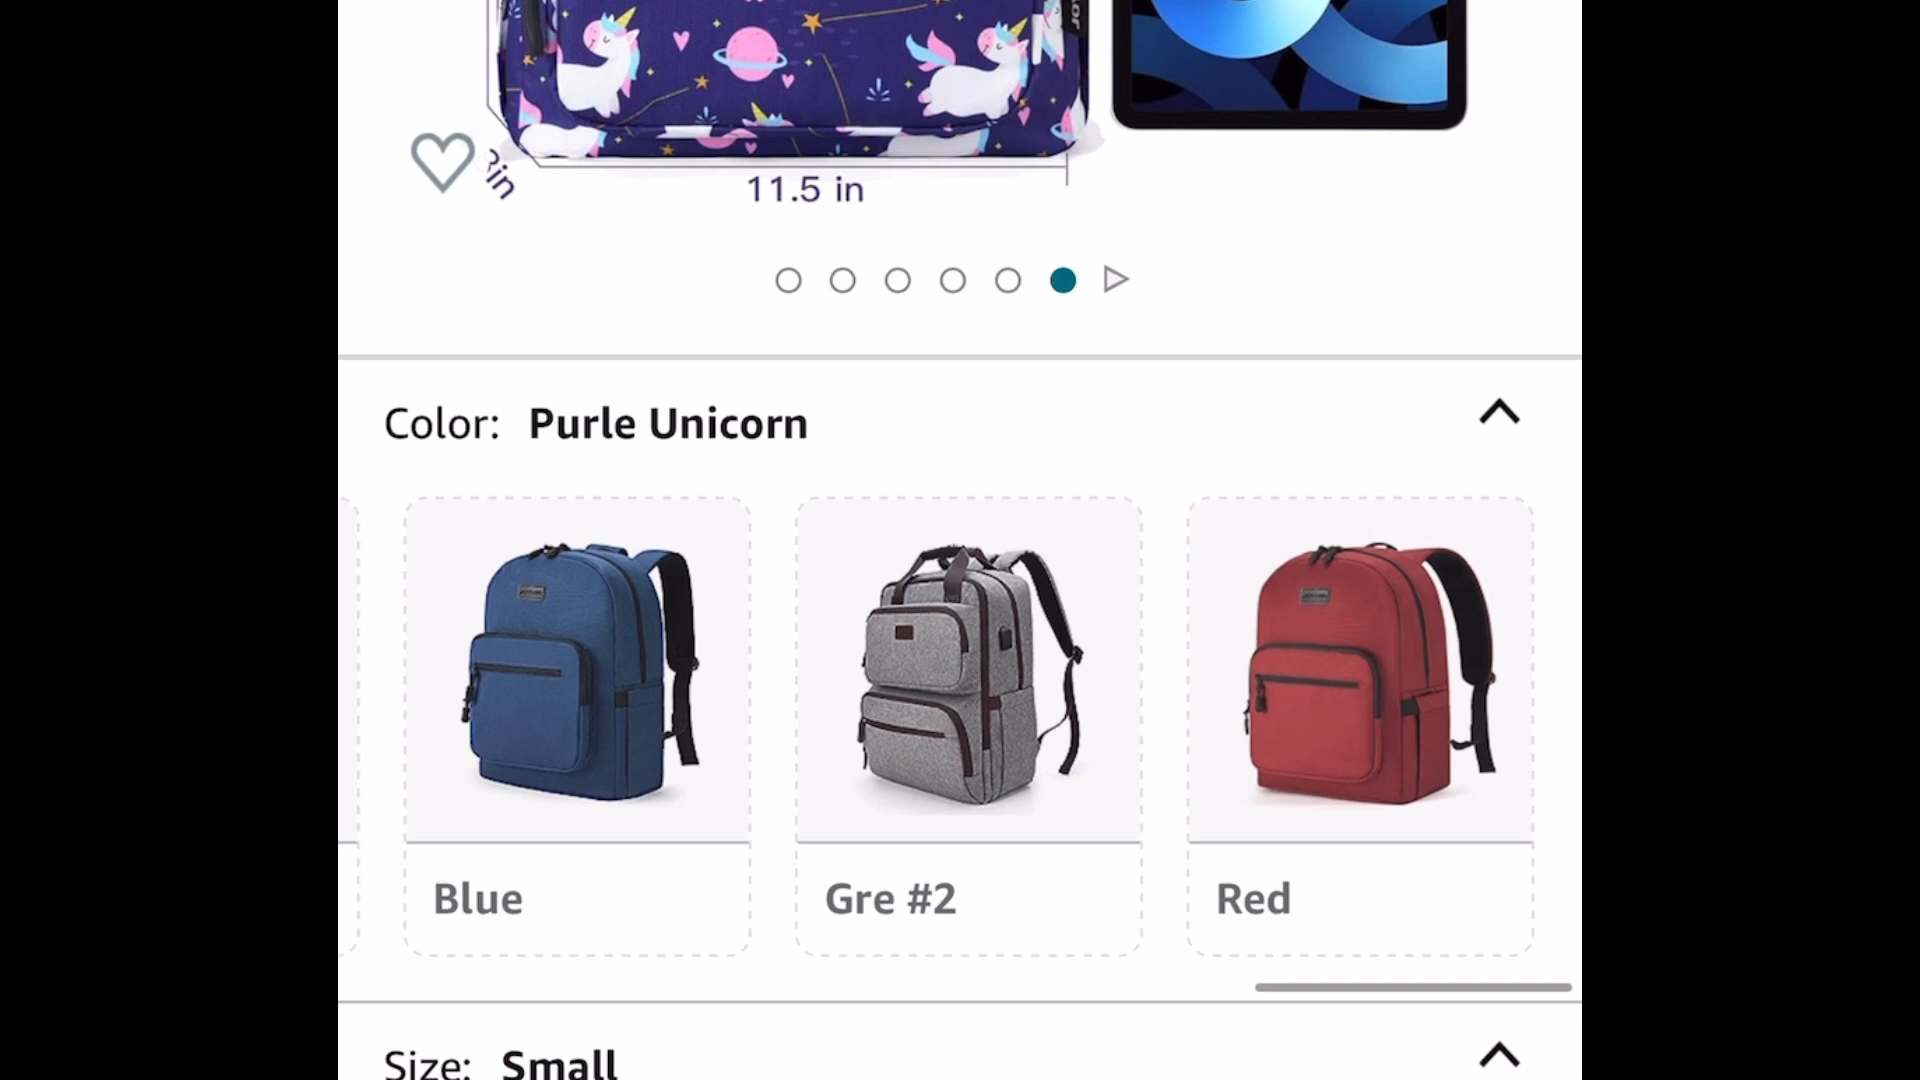 11.5 in
Color: Purle Unicorn
Blue
Gre #2
Red
Size: Small